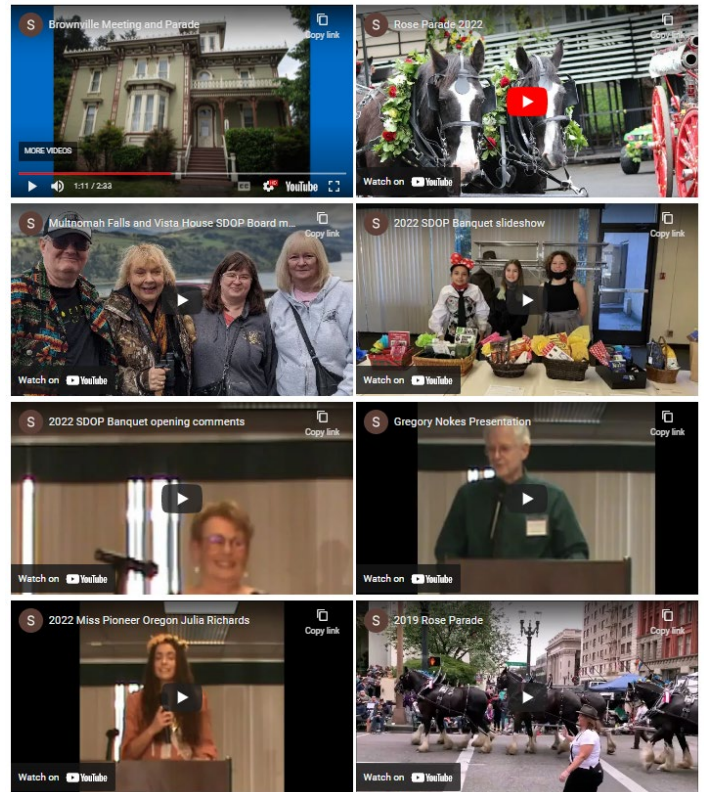 S Brownville Meeting and Parade
Copy link
MORE VIDEOS
1:11 / 2:33
CC HD YouTube
S Rose Parade 2022
Copy link
Watch on YouTube
S Multnomah Falls and Vista House SDOP Board m...
Copy link
Watch on YouTube
S 2022 SDOP Banquet slideshow
Copy link
Watch on YouTube
S 2022 SDOP Banquet opening comments
Copy link
Watch on YouTube
S Gregory Nokes Presentation
Copy link
Watch on YouTube
S 2022 Miss Pioneer Oregon Julia Richards
Copy link
Watch on YouTube
S 2019 Rose Parade
Copy link
Watch on YouTube